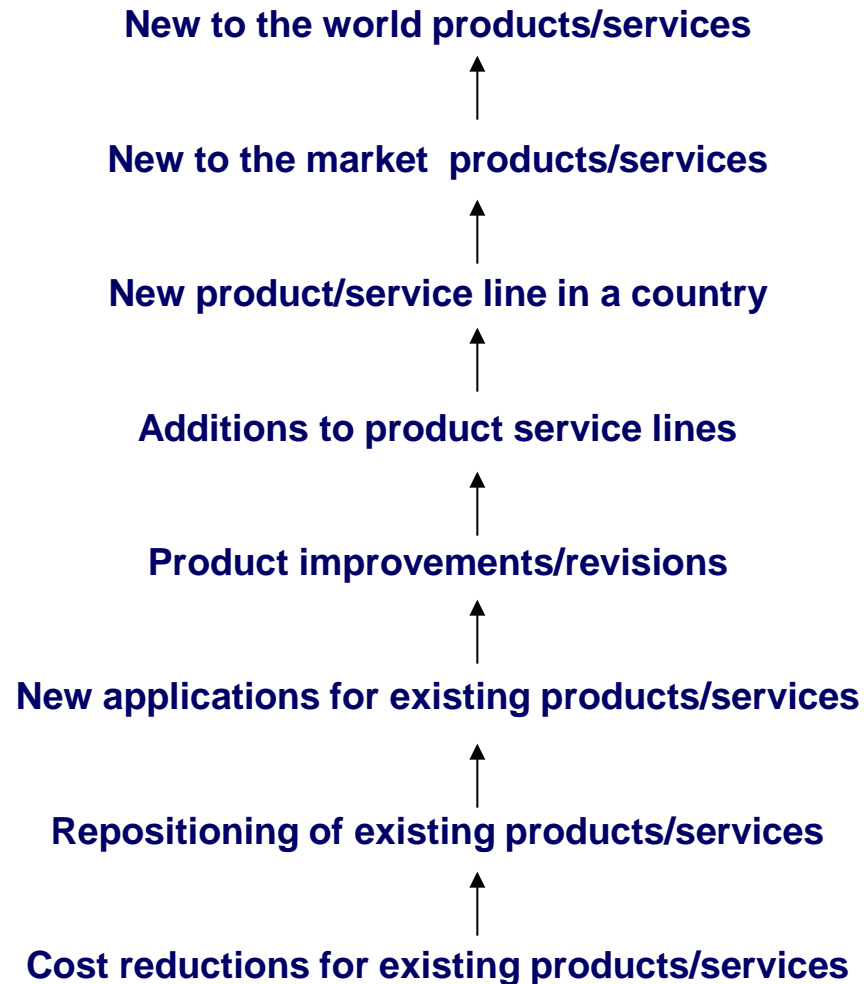 New to the world products/services
New to the market  products/services
New product/service line in a country
Additions to product service lines
Product improvements/revisions
New applications for existing products/services
Repositioning of existing products/services
Cost reductions for existing products/services